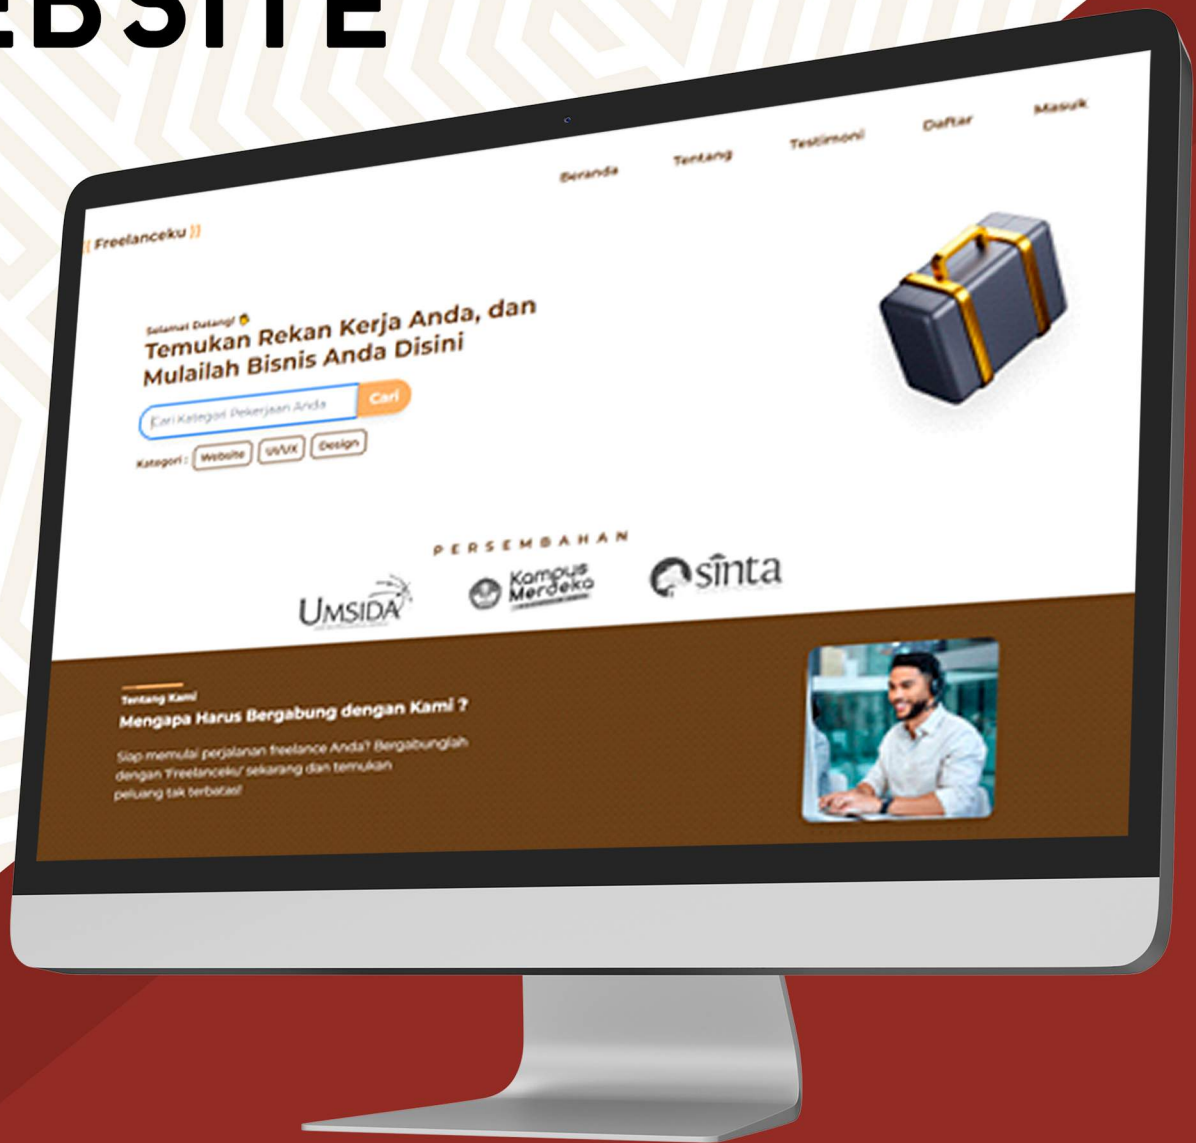 EBSITE
Beranda Tentang Testimoni Daftar Masuk
{{ Freelanceku }}
Selamat Datang!
Temukan Rekan Kerja Anda, dan
Mulailah Bisnis Anda Disini
Cari Kategori Pekerjaan Anda Cari
Kategori : Website UI/UX Design
PERSEMBAHAN
UMSIDA Kampus Merdeka sinta
Tentang Kami
Mengapa Harus Bergabung dengan Kami ?
Siap memulai perjalanan freelance Anda? Bergabunglah
dengan 'Freelanceku' sekarang dan temukan
peluang tak terbatas!